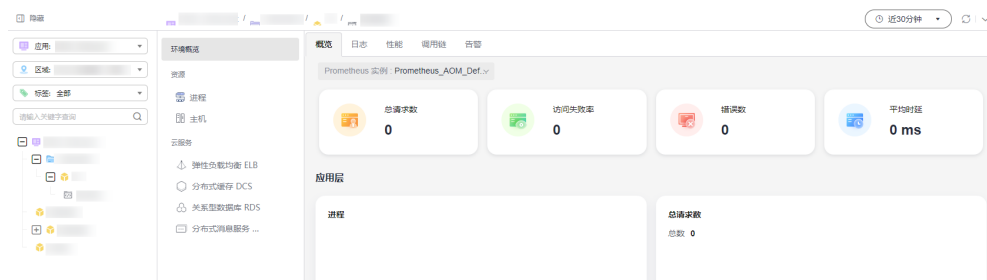 隐藏
/ / /
近30分钟
应用:
区域:
标签: 全部
请输入关键字查询
环境概览
资源
进程
主机
云服务
弹性负载均衡 ELB
分布式缓存 DCS
关系型数据库 RDS
分布式消息服务 ...
概览 日志 性能 调用链 告警
Prometheus 实例 : Prometheus_AOM_Def...
总请求数
0
访问失败率
0
错误数
0
平均时延
0 ms
应用层
进程
总请求数
总数 0